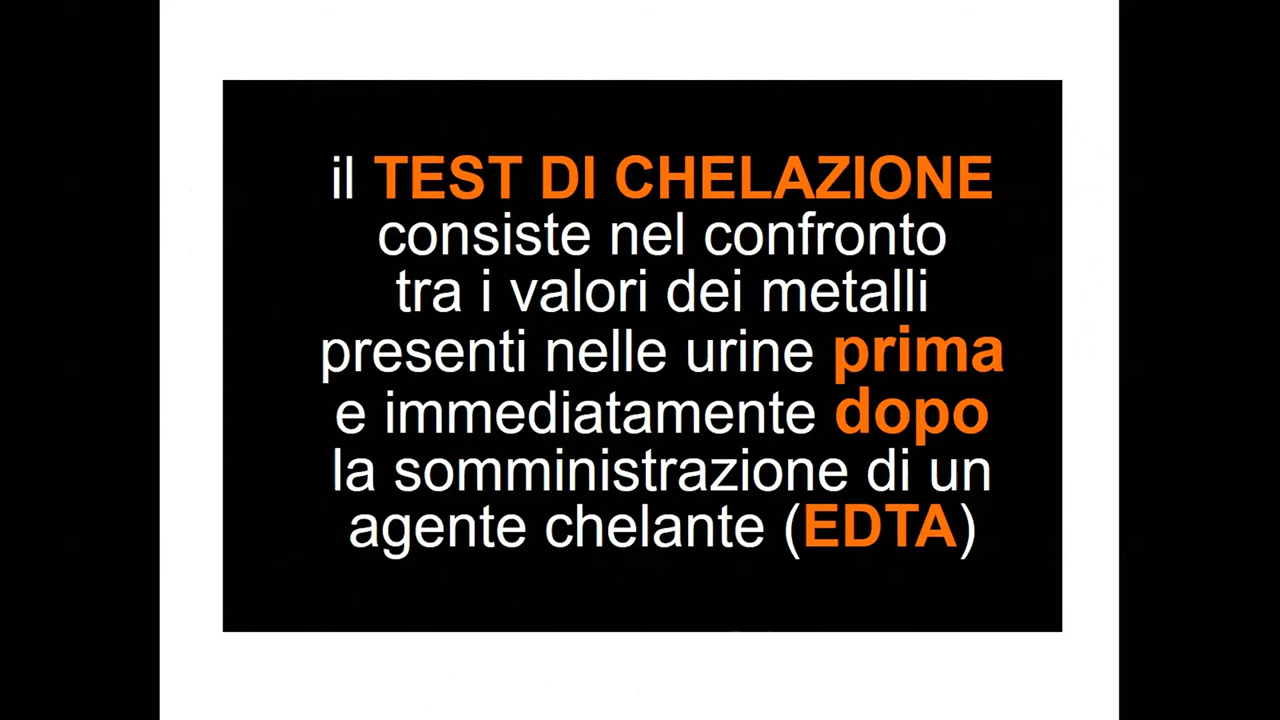 il TEST DI CHELAZIONE
consiste nel confronto
tra i valori dei metalli
presenti nelle urine prima
e immediatamente dopo
la somministrazione di un
agente chelante (EDTA)